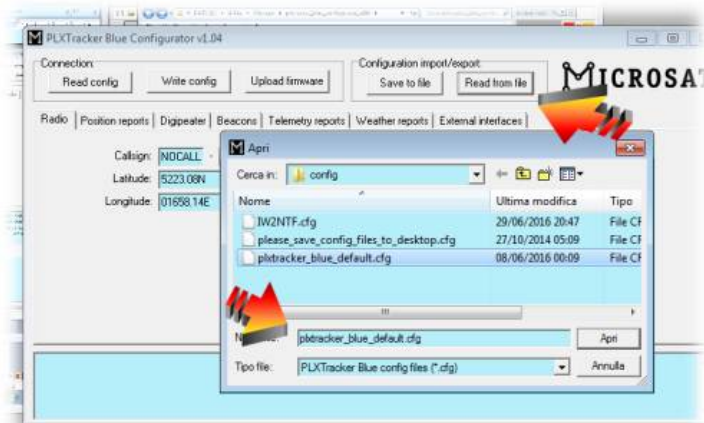 PLXTracker Blue Configurator v1.04
Connection:
Read config Write config Upload firmware
Configuration import/export:
Save to file Read from file
MICROSAT
Radio Position reports Digipeater Beacons Telemetry reports Weather reports External interfaces
Callsign: NOCALL -
Latitude: 5223.08N
Longitude: 01658.14E
Apri
Cerca in: config
Nome Ultima modifica Tipo
IW2NTF.cfg 29/06/2016 20:47 File CF
please_save_config_files_to_desktop.cfg 27/10/2014 05:09 File CF
plxtracker_blue_default.cfg 08/06/2016 00:09 File CF
plxtracker_blue_default.cfg Apri
Tipo file: PLXTracker Blue config files (*.cfg) Annulla